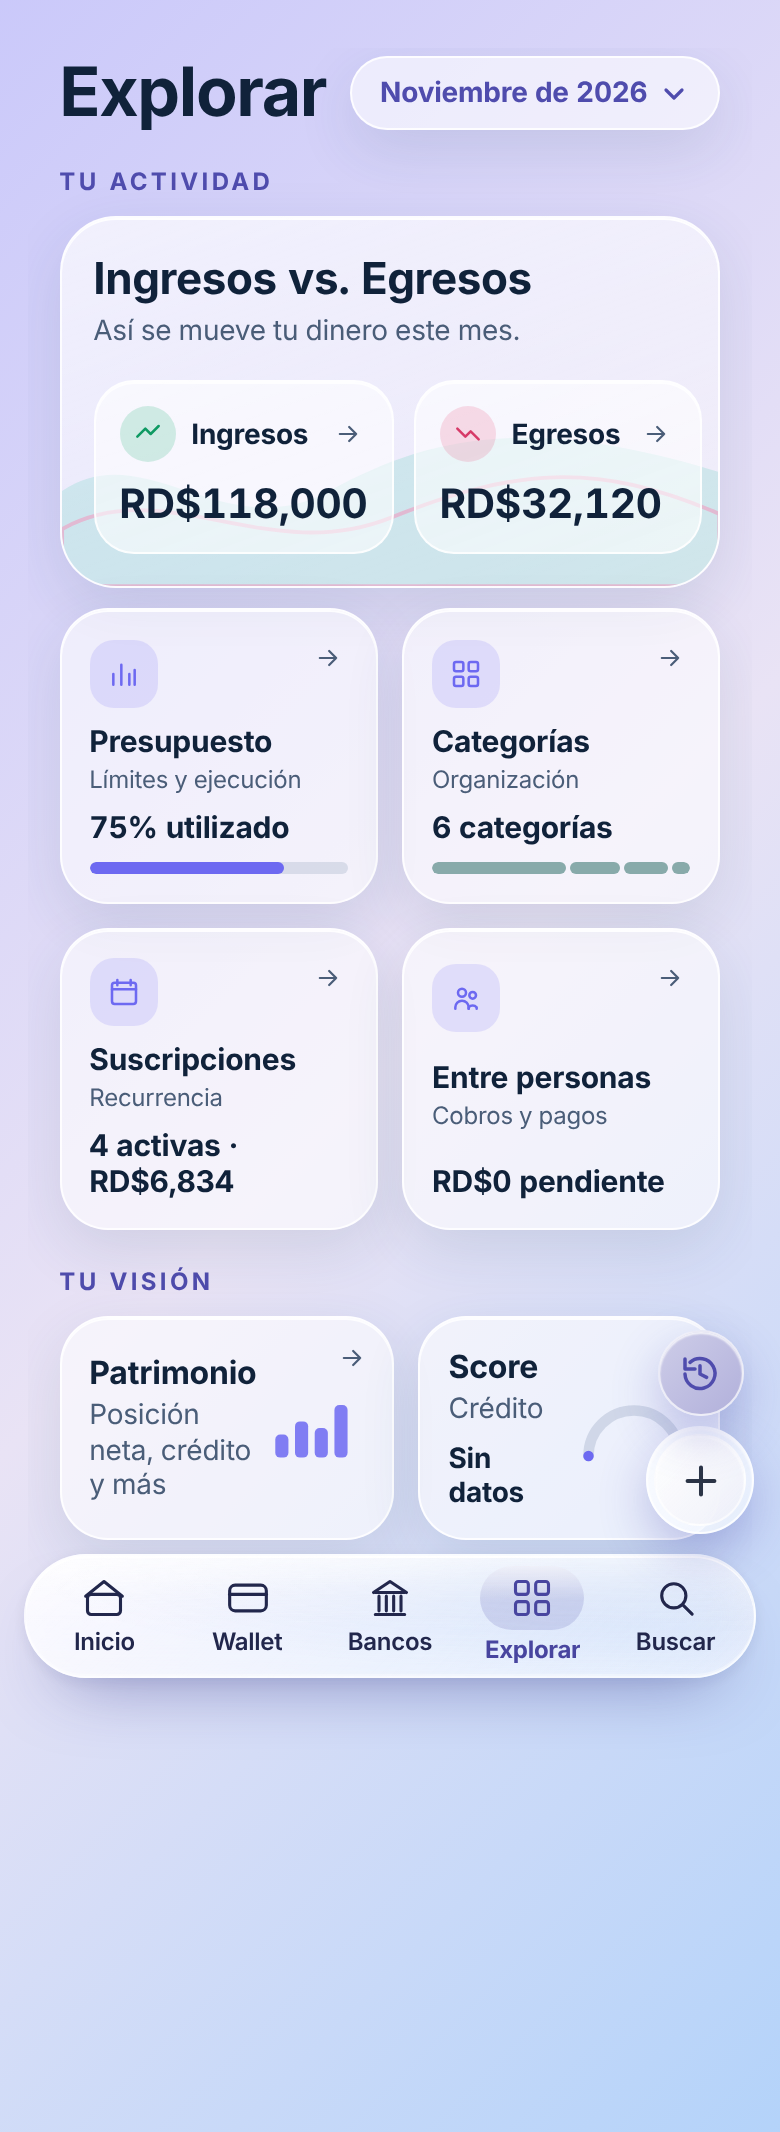 Explorar
Noviembre de 2026
TU ACTIVIDAD
Ingresos vs. Egresos
Así se mueve tu dinero este mes.
Ingresos
RD$118,000
Egresos
RD$32,120
Presupuesto
Límites y ejecución
75% utilizado
Categorías
Organización
6 categorías
Suscripciones
Recurrencia
4 activas ·
RD$6,834
Entre personas
Cobros y pagos
RD$0 pendiente
TU VISIÓN
Patrimonio
Posición
neta, crédito
y más
Score
Crédito
Sin
datos
Inicio
Wallet
Bancos
Explorar
Buscar